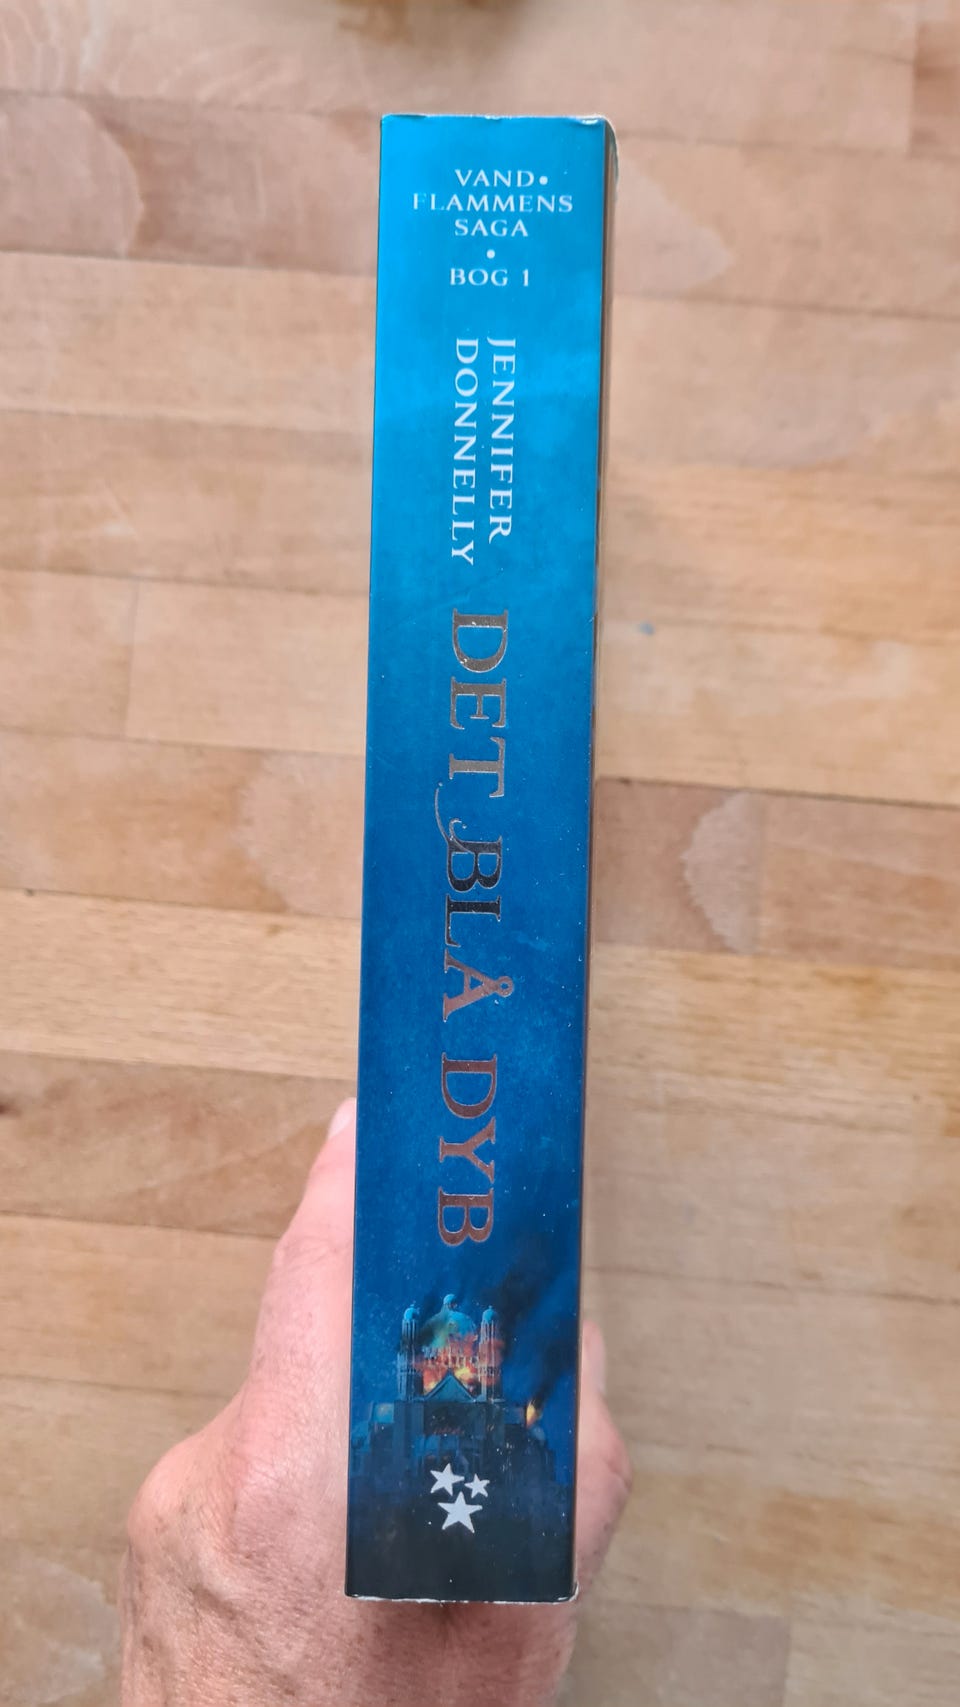 VAND•
FLAMMENS
SAGA
•
BOG 1
JENNIFER
DONNELLY
DET BLÅ DYB